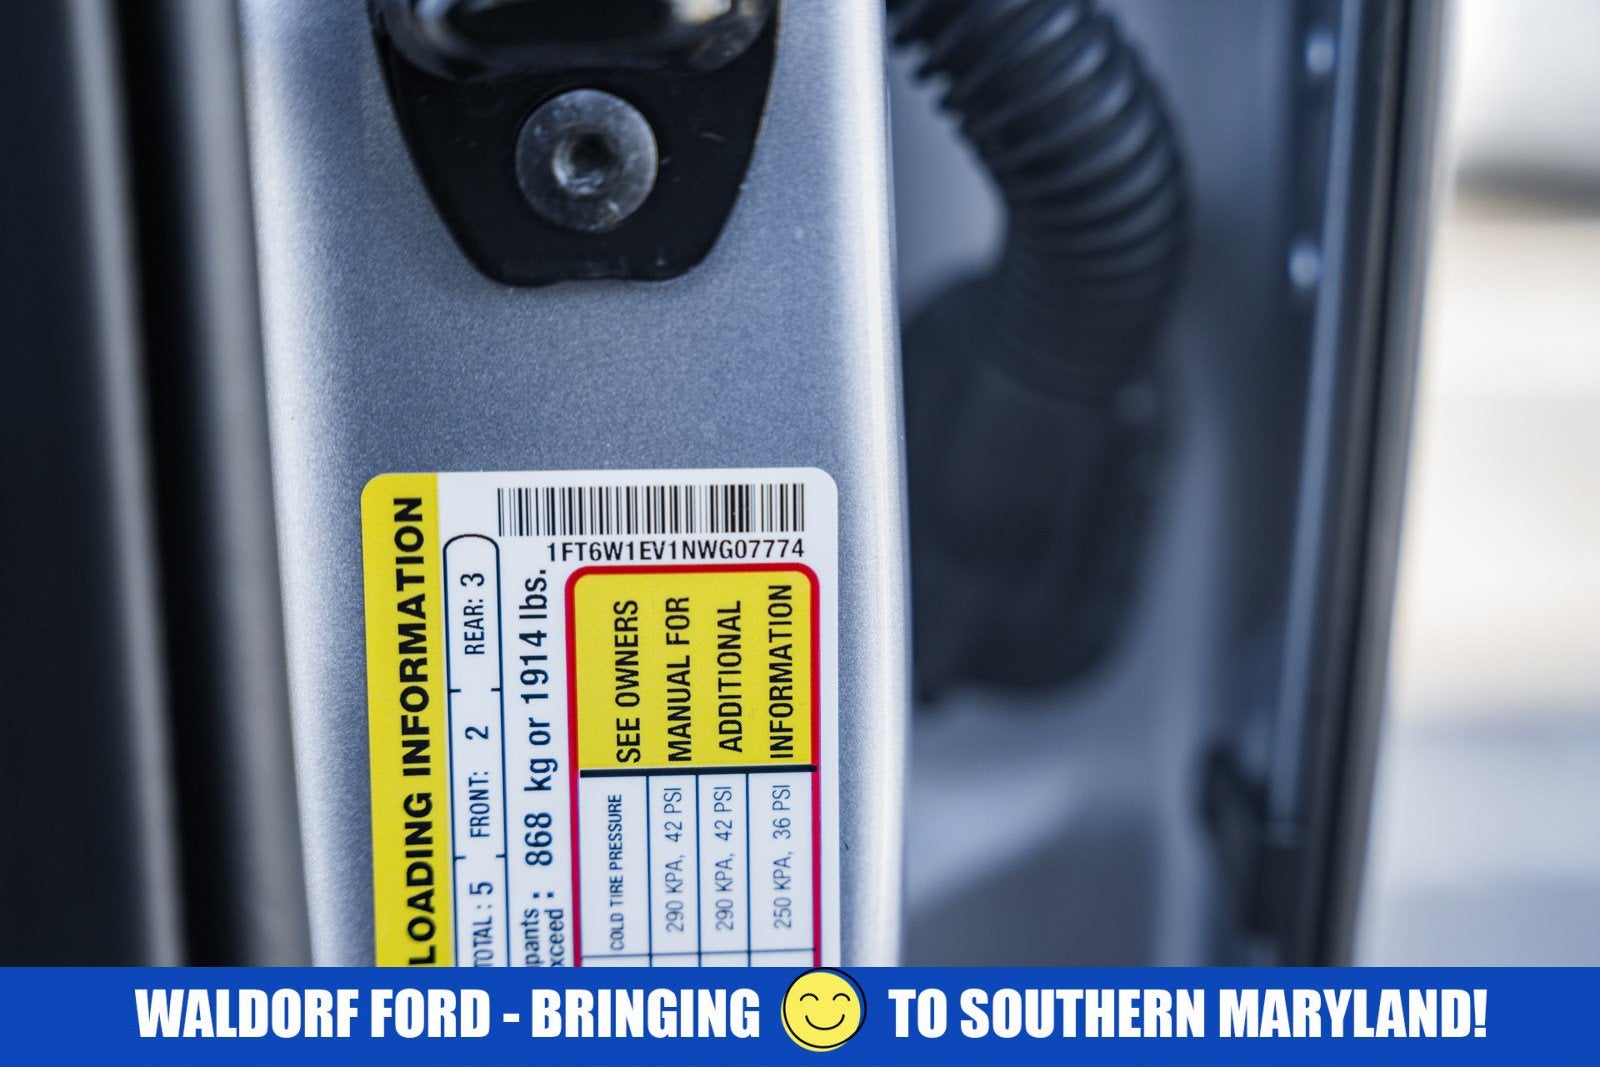 1FT6W1EV1NWG07774
LOADING INFORMATION
TOTAL : 5 FRONT: 2 REAR: 3
pants : 868 kg or 1914 lbs.
xceed :
SEE OWNERS
MANUAL FOR
ADDITIONAL
INFORMATION
COLD TIRE PRESSURE
290 KPA, 42 PSI
290 KPA, 42 PSI
250 KPA, 36 PSI
WALDORF FORD - BRINGING TO SOUTHERN MARYLAND!